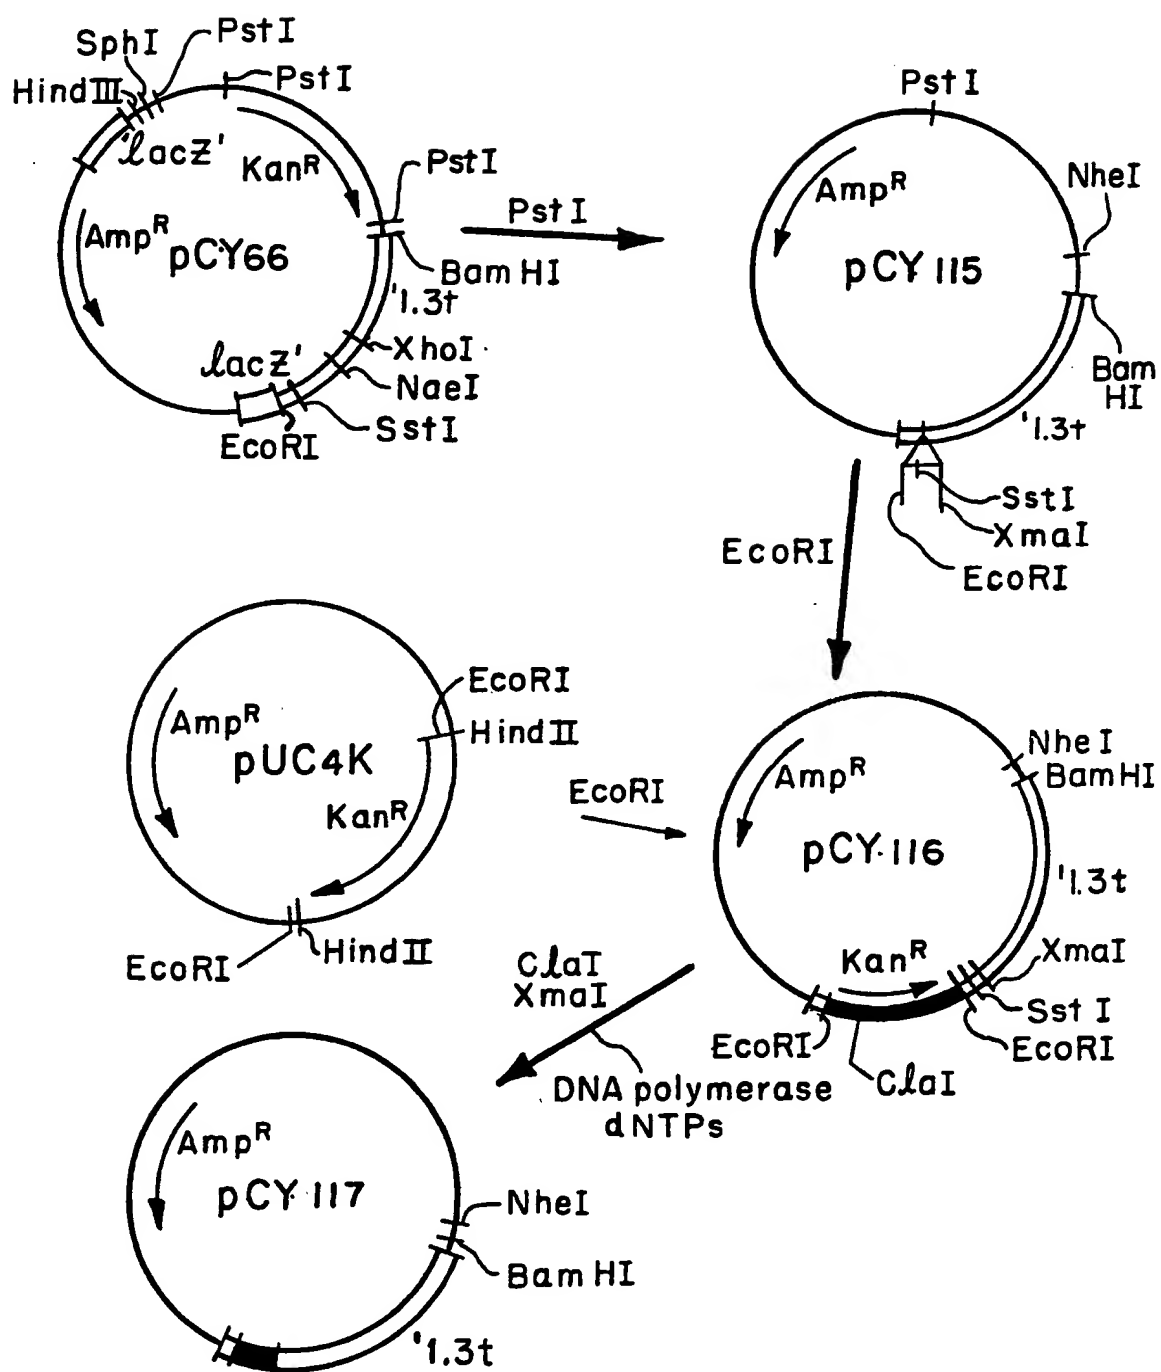 SphI
PstI
HindIII
PstI
'lacZ'
KanR
PstI
AmpR
pCY66
BamHI
'1.3t
XhoI
lacZ'
NaeI
SstI
EcoRI
PstI
PstI
AmpR
NheI
pCY115
Bam
HI
'1.3t
SstI
XmaI
EcoRI
EcoRI
EcoRI
AmpR
HindII
pUC4K
KanR
EcoRI
HindII
EcoRI
NheI
BamHI
AmpR
pCY116
'1.3t
KanR
XmaI
SstI
EcoRI
EcoRI
ClaI
ClaI
XmaI
DNA polymerase
dNTPs
AmpR
pCY117
NheI
BamHI
'1.3t